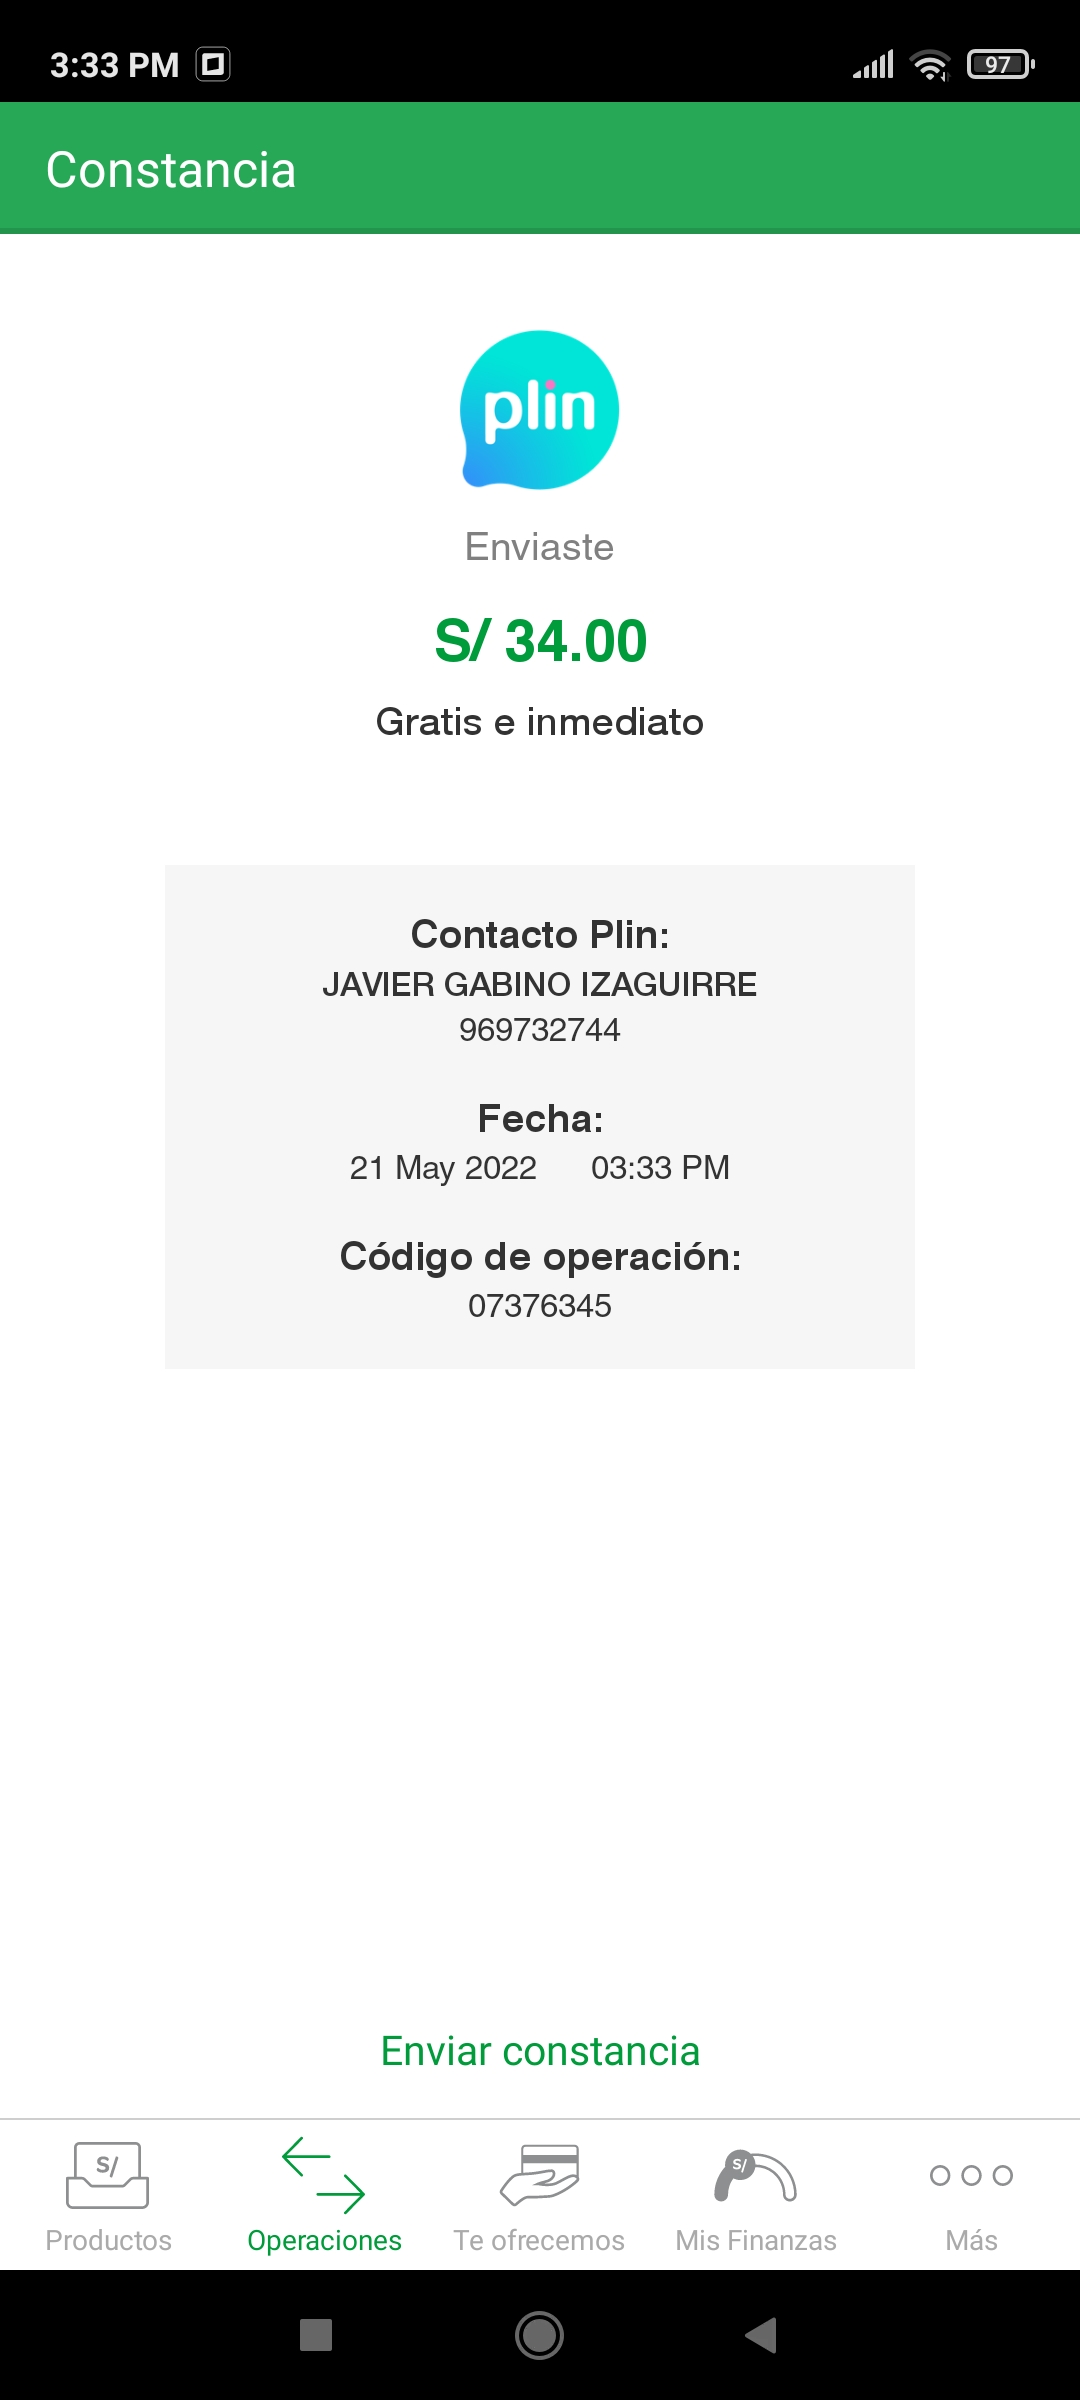 3:33 PM
97
Constancia
plin
Enviaste
S/ 34.00
Gratis e inmediato
Contacto Plin:
JAVIER GABINO IZAGUIRRE
969732744
Fecha:
21 May 2022 03:33 PM
Código de operación:
07376345
Enviar constancia
S/ S/
Productos Operaciones Te ofrecemos Mis Finanzas Más